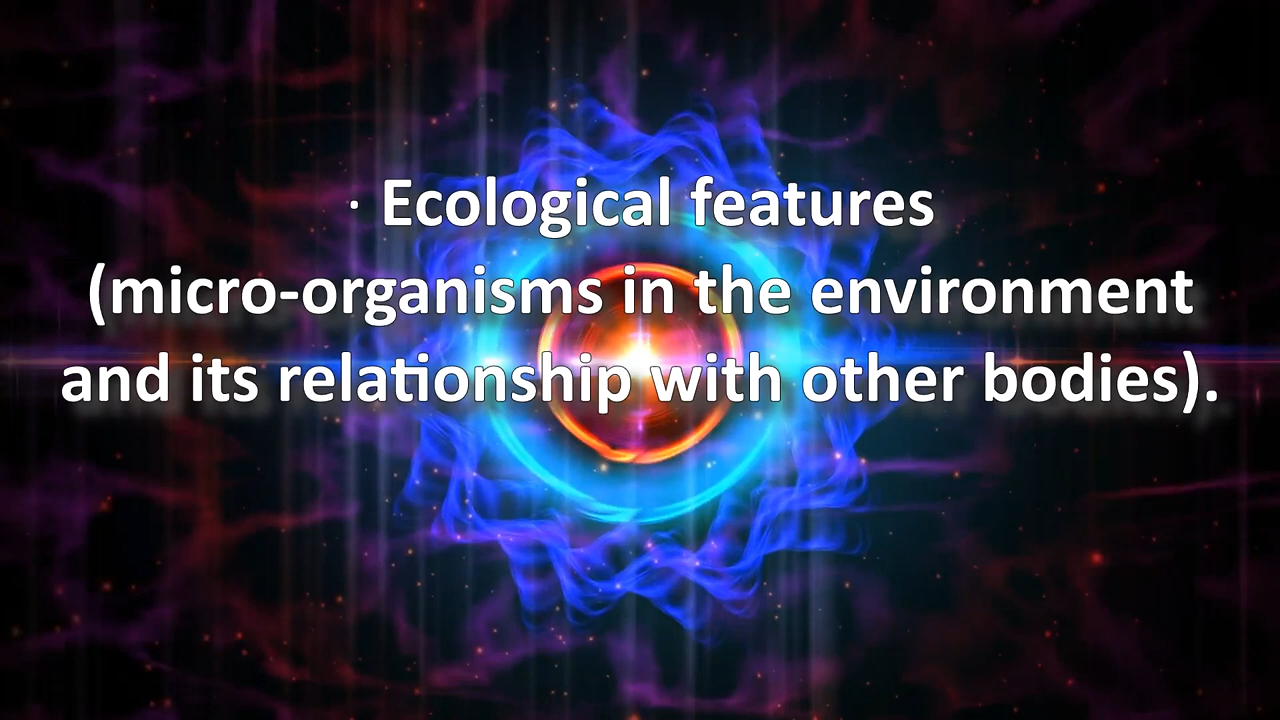 · Ecological features
(micro-organisms in the environment
and its relationship with other bodies).